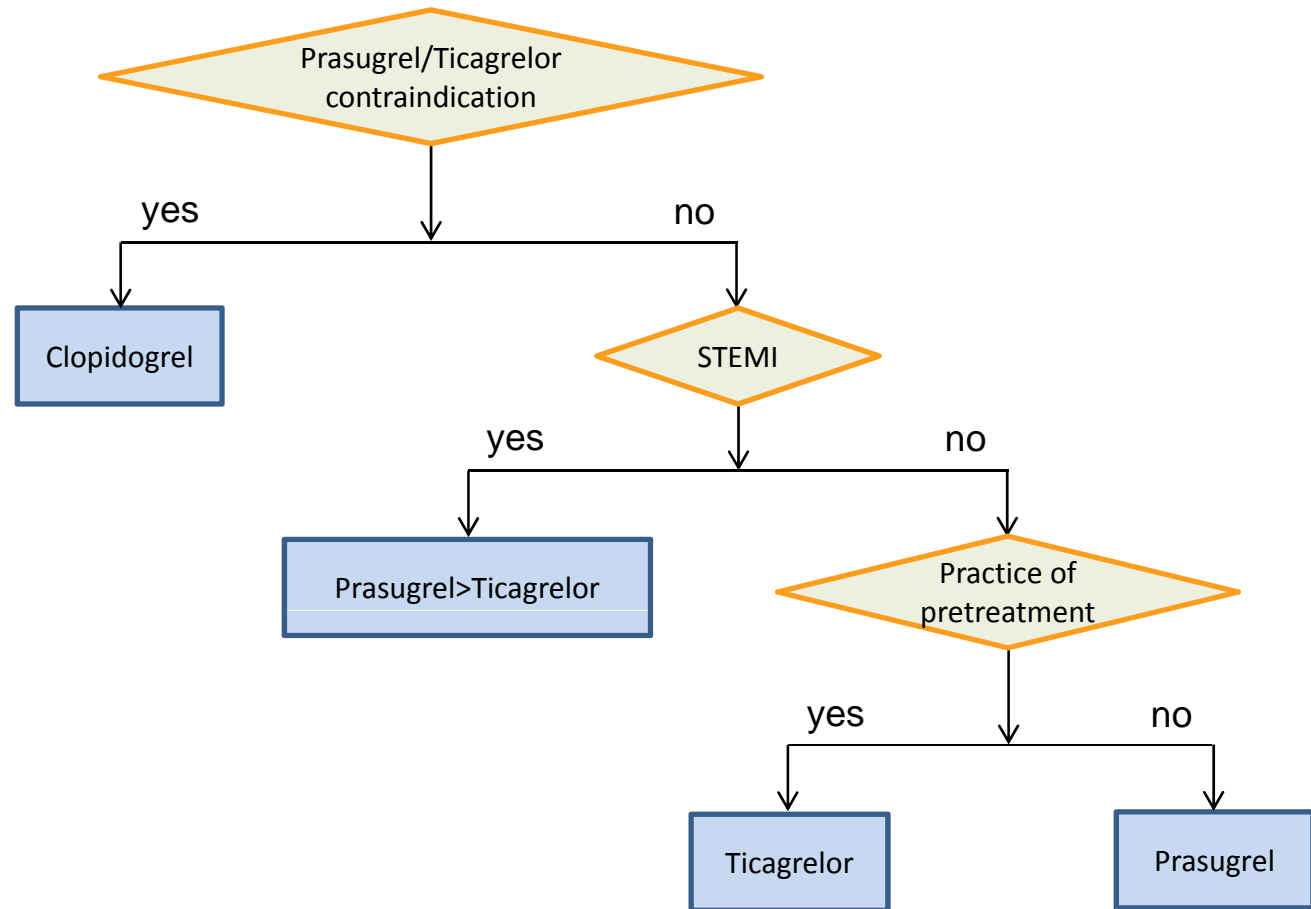 Prasugrel/Ticagrelor
contraindication
yes
no
Clopidogrel
STEMI
yes
no
Prasugrel>Ticagrelor
Practice of
pretreatment
yes
no
Ticagrelor
Prasugrel